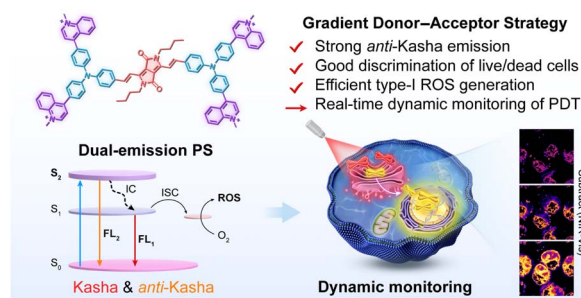 Gradient Donor–Acceptor Strategy
Strong anti-Kasha emission
Good discrimination of live/dead cells
Efficient type-I ROS generation
Real-time dynamic monitoring of PDT
Dual-emission PS
S2
IC
ISC
ROS
S1
FL2
FL1
O2
S0
Kasha & anti-Kasha
Dynamic monitoring
N
N
N
N
N
N
N
N
O
O